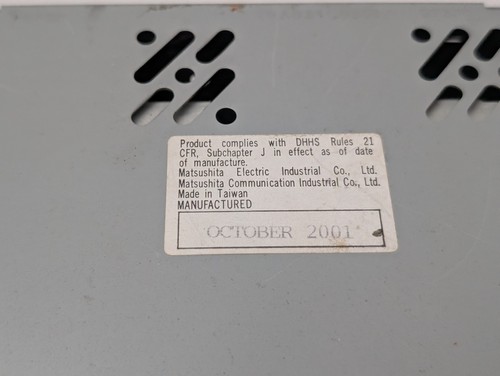 Product complies with DHHS Rules 21
CFR, Subchapter J in effect as of date
of manufacture.
Matsushita Electric Industrial Co., Ltd.
Matsushita Communication Industrial Co., Ltd.
Made in Taiwan
MANUFACTURED
OCTOBER 2001